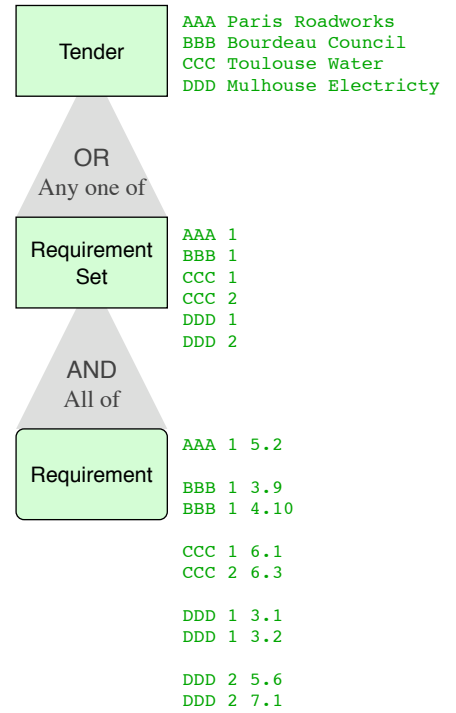 Tender
AAA Paris Roadworks
BBB Bourdeau Council
CCC Toulouse Water
DDD Mulhouse Electricty
OR
Any one of
Requirement
Set
AAA 1
BBB 1
CCC 1
CCC 2
DDD 1
DDD 2
AND
All of
Requirement
AAA 1 5.2
BBB 1 3.9
BBB 1 4.10
CCC 1 6.1
CCC 2 6.3
DDD 1 3.1
DDD 1 3.2
DDD 2 5.6
DDD 2 7.1